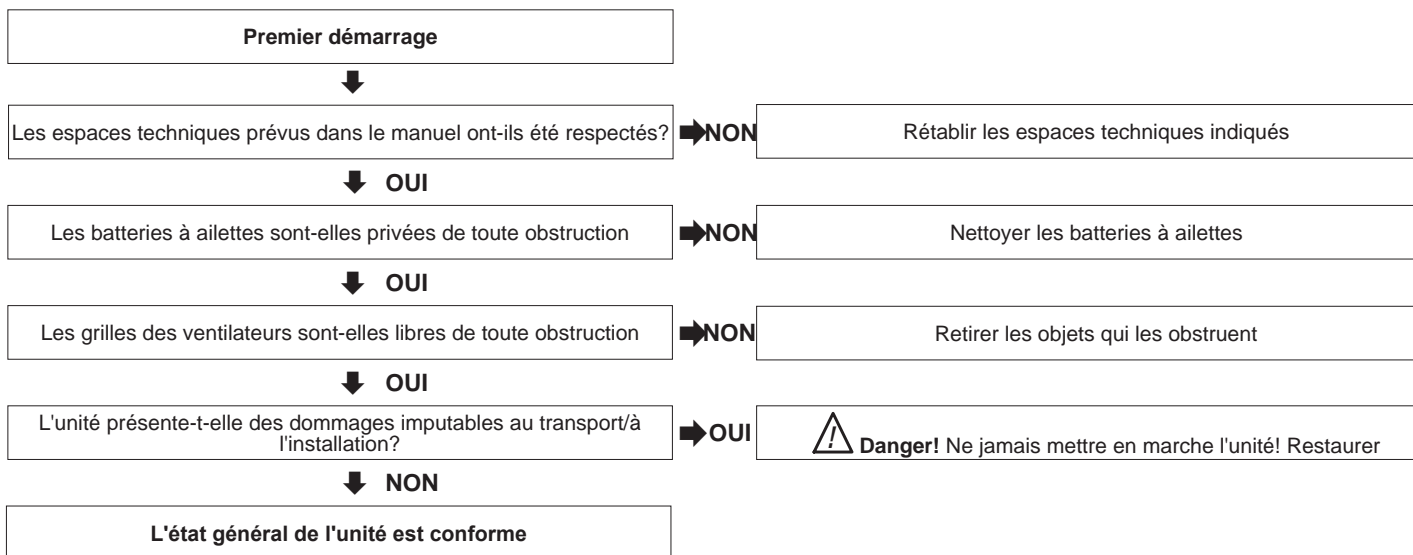 Premier démarrage
Les espaces techniques prévus dans le manuel ont-ils été respectés?
NON
Rétablir les espaces techniques indiqués
OUI
Les batteries à ailettes sont-elles privées de toute obstruction
NON
Nettoyer les batteries à ailettes
OUI
Les grilles des ventilateurs sont-elles libres de toute obstruction
NON
Retirer les objets qui les obstruent
OUI
L'unité présente-t-elle des dommages imputables au transport/à
l'installation?
OUI
Danger! Ne jamais mettre en marche l'unité! Restaurer
NON
L'état général de l'unité est conforme